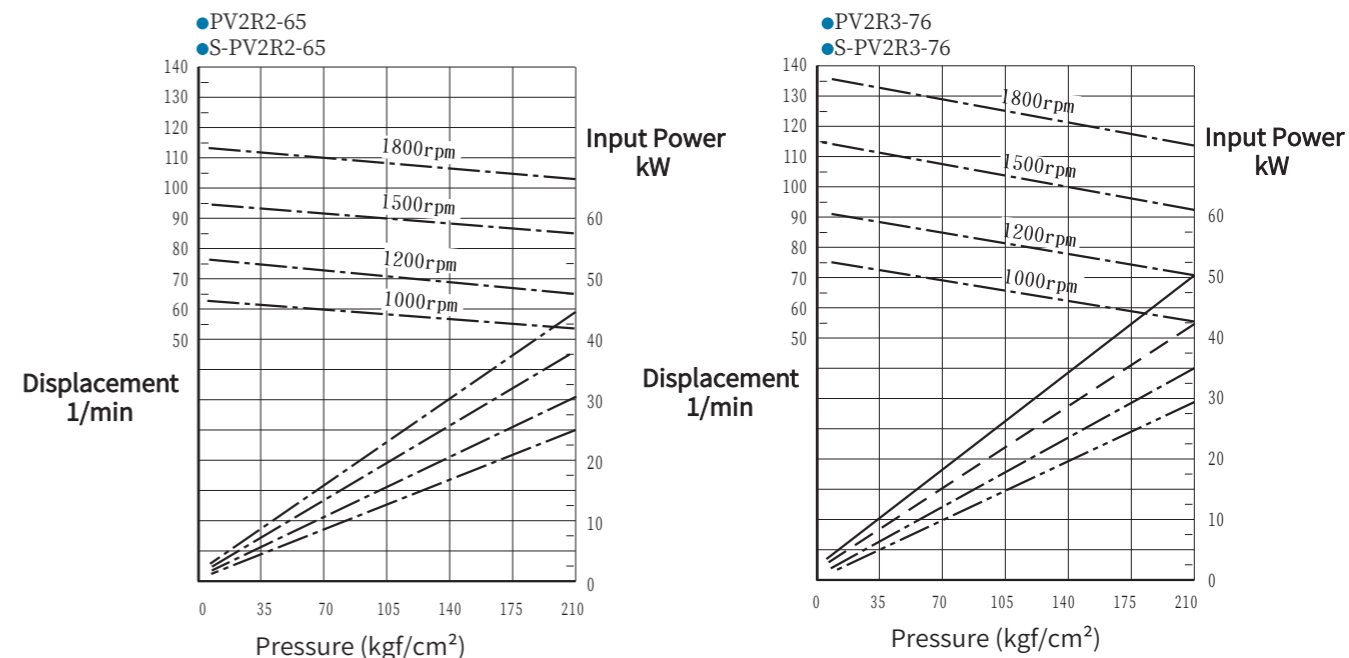 ●PV2R2-65
●S-PV2R2-65
140
130
120
110
100
90
80
70
60
50
1800rpm
1500rpm
1200rpm
1000rpm
Input Power
kW
60
50
40
30
20
10
0
Displacement
1/min
0 35 70 105 140 175 210
Pressure (kgf/cm²)
●PV2R3-76
●S-PV2R3-76
140
130
120
110
100
90
80
70
60
50
1800rpm
1500rpm
1200rpm
1000rpm
Input Power
kW
60
50
40
30
20
10
0
Displacement
1/min
0 35 70 105 140 175 210
Pressure (kgf/cm²)